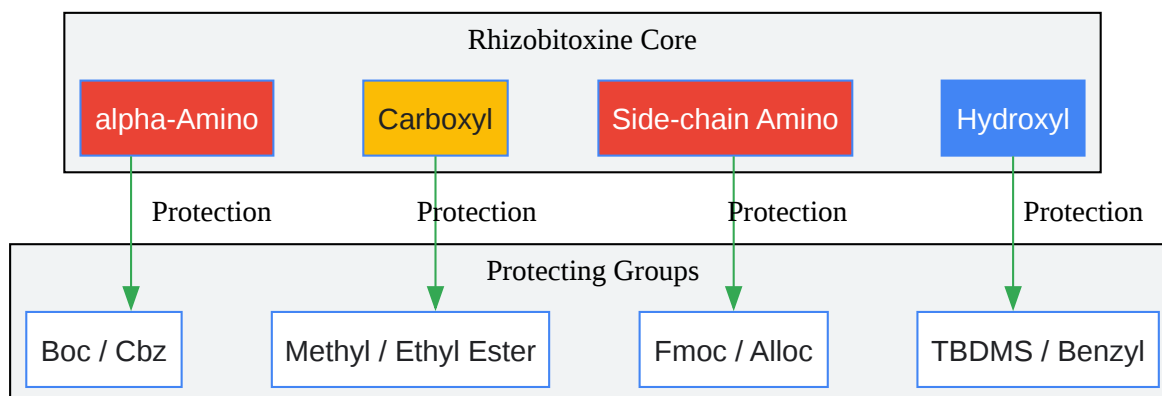 Rhizobitoxine Core
alpha-Amino
Carboxyl
Side-chain Amino
Hydroxyl
Protection
Protection
Protection
Protection
Protecting Groups
Boc / Cbz
Methyl / Ethyl Ester
Fmoc / Alloc
TBDMS / Benzyl